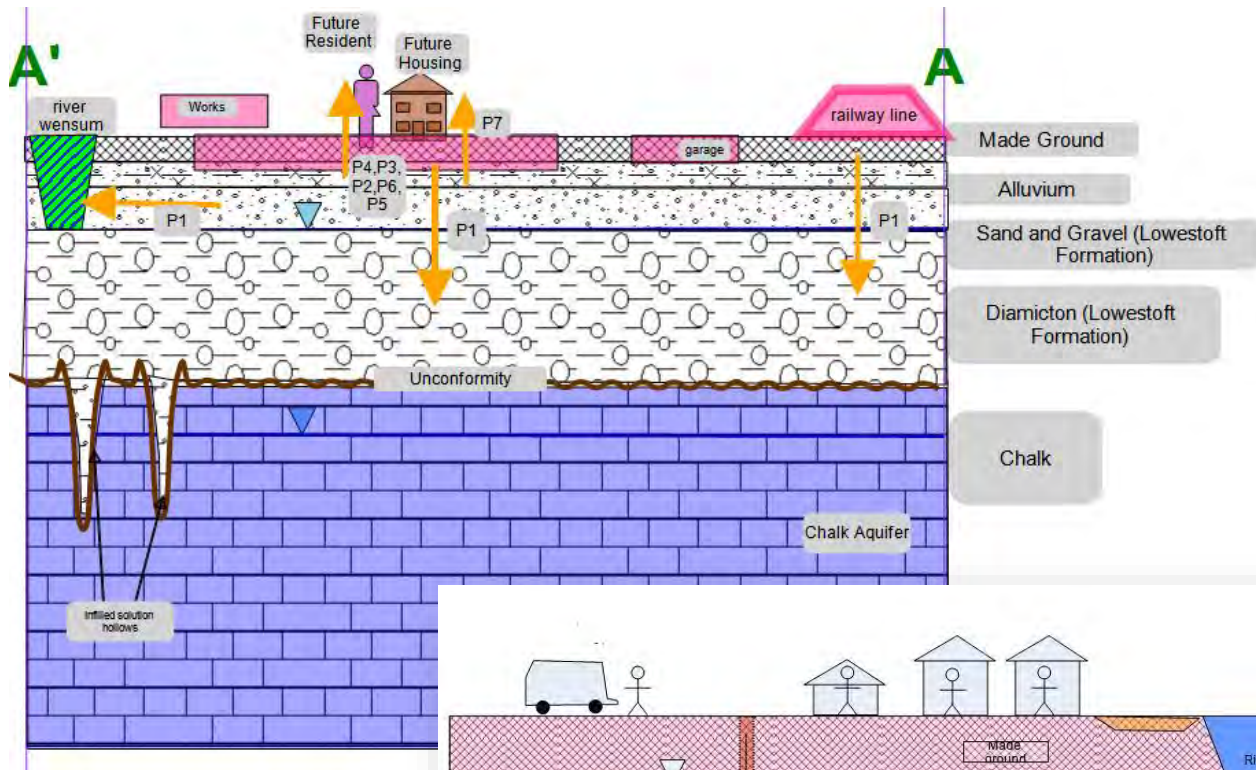 Future
Resident
Future
Housing
A'
A
river
wensum
Works
P7
railway line
Made Ground
garage
P4,P3,
P2,P6,
P5
Alluvium
P1
P1
P1
Sand and Gravel (Lowestoft
Formation)
Diamicton (Lowestoft
Formation)
Unconformity
Chalk
Chalk Aquifer
Infilled solution
hollows
Made
ground